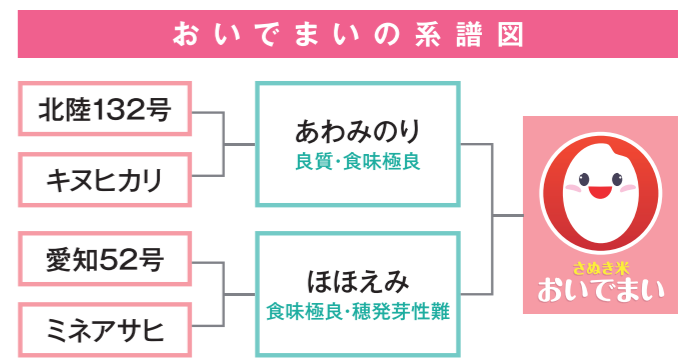 おいでまいの系譜図
北陸132号
キヌヒカリ
あわみのり
良質・食味極良
愛知52号
ミネアサヒ
ほほえみ
食味極良・穂発芽性難
さぬき米
おいでまい